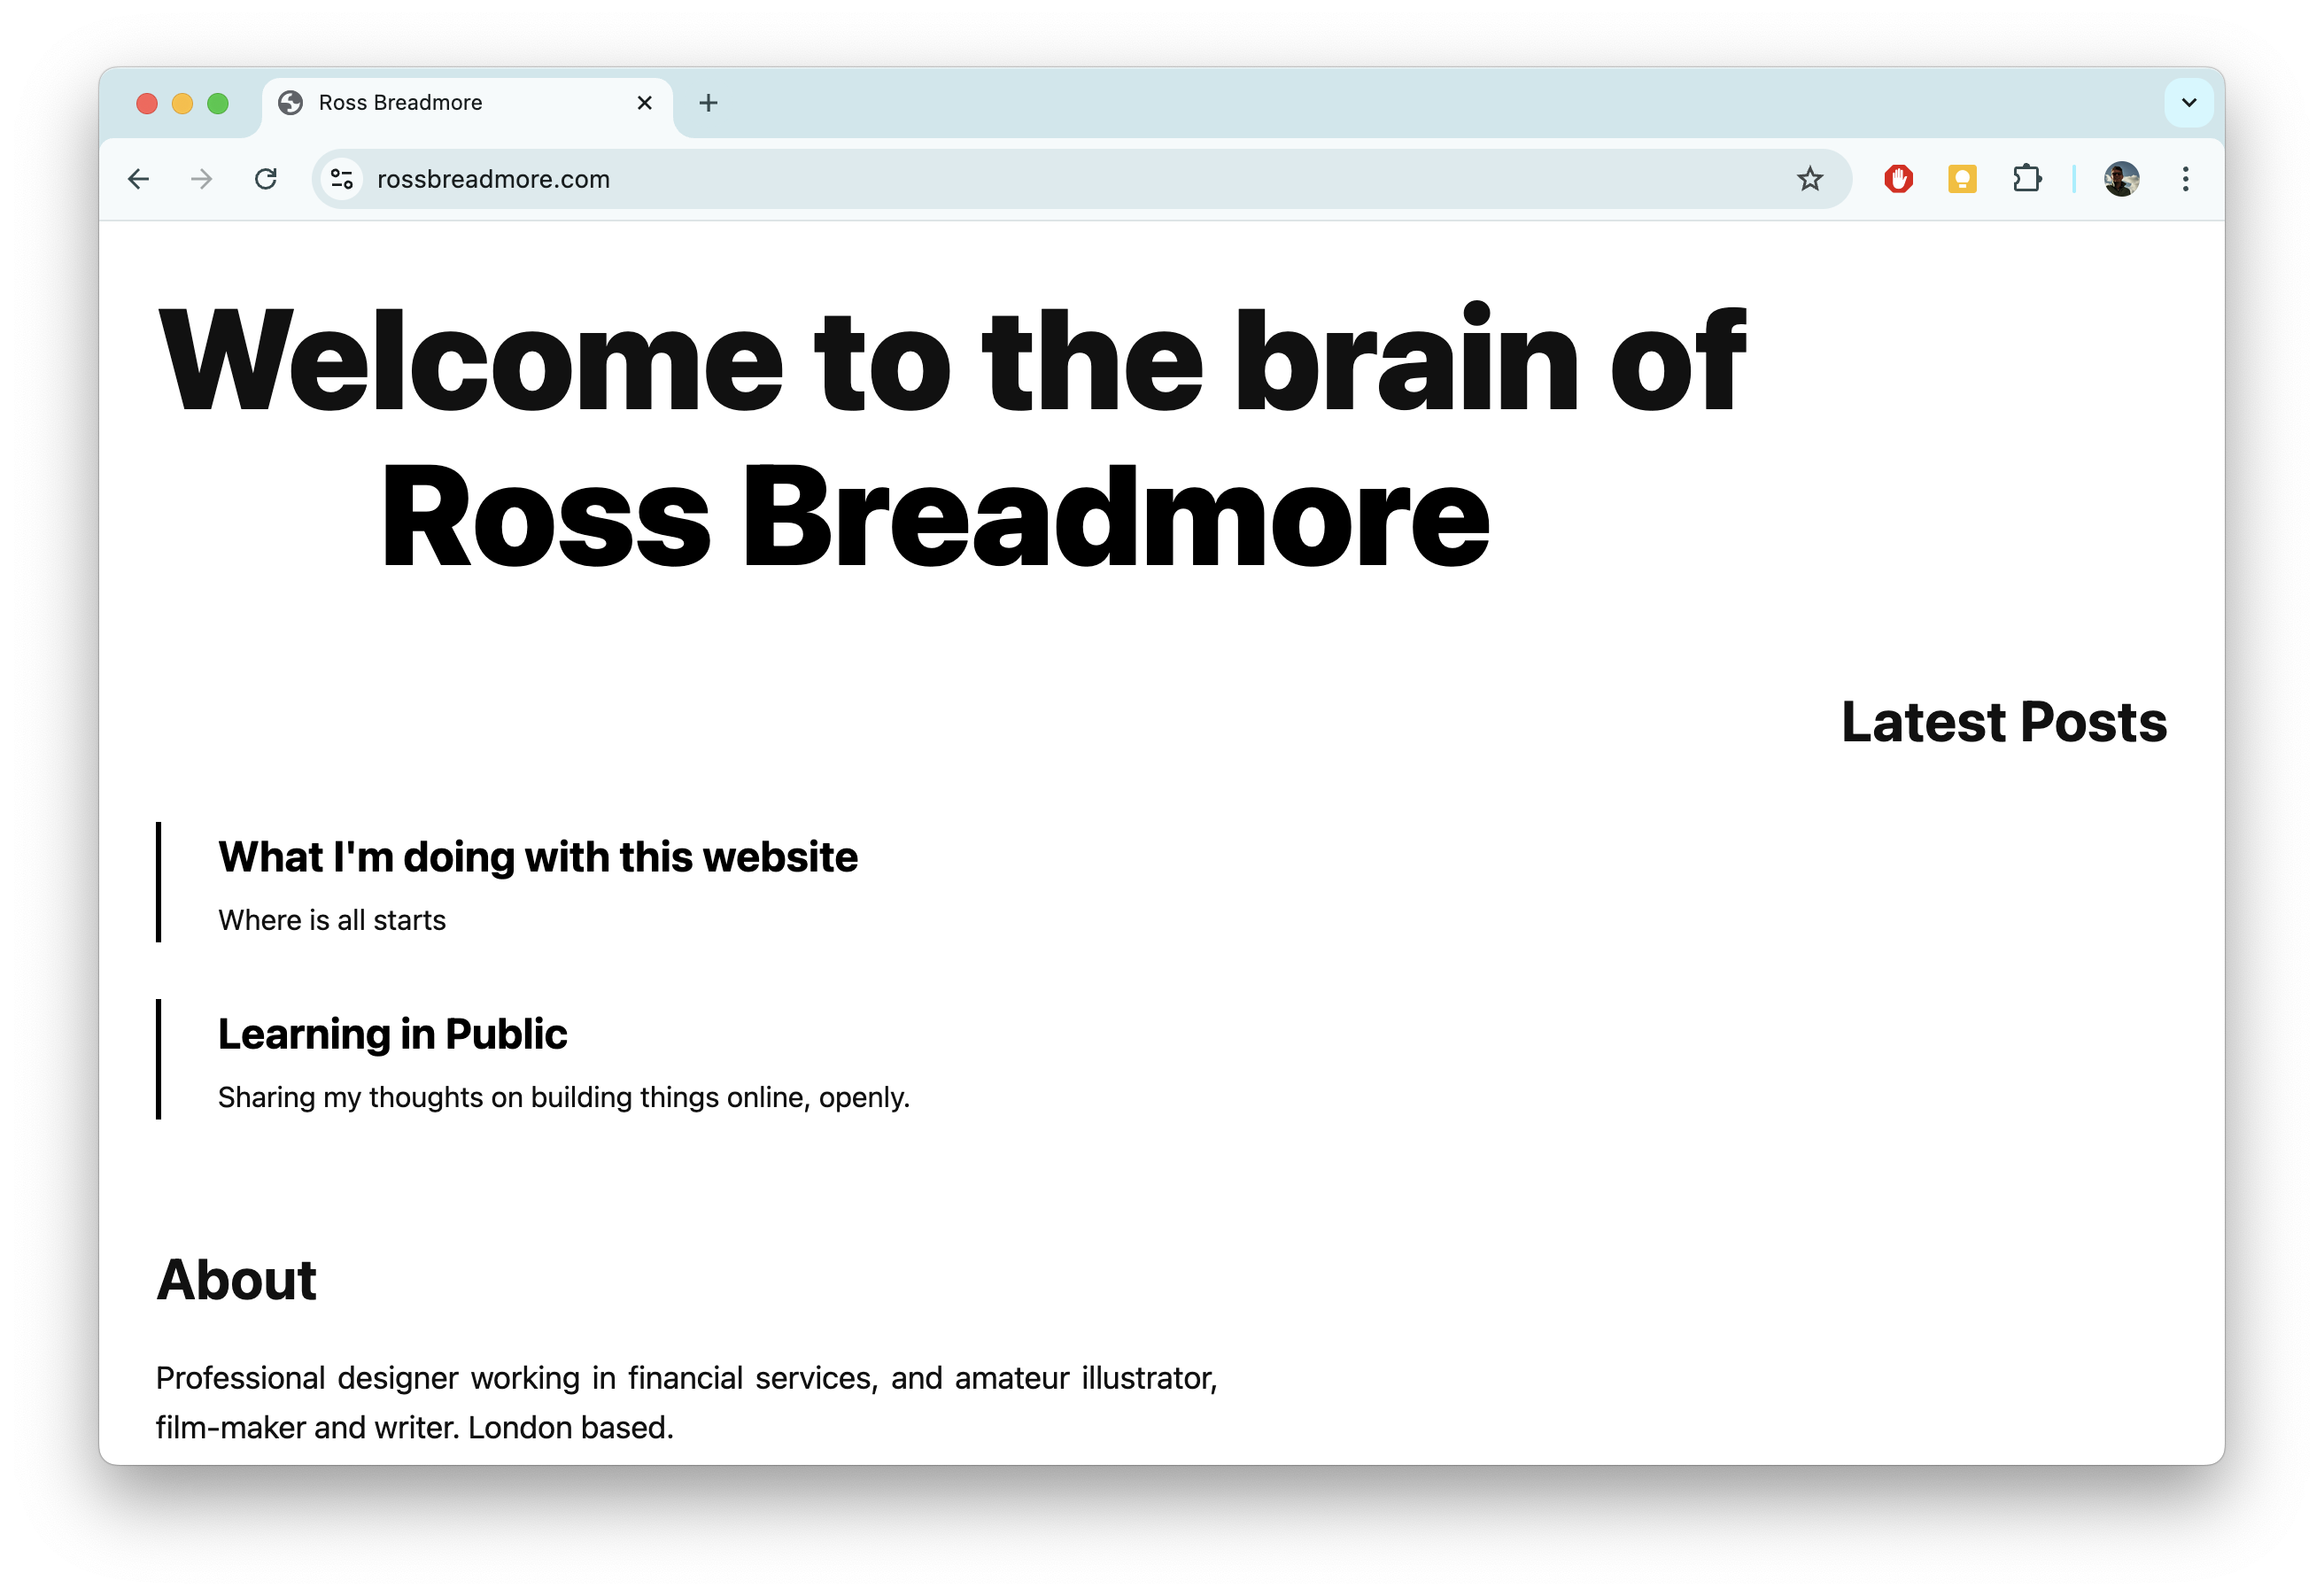 Ross Breadmore
rossbreadmore.com
Welcome to the brain of
Ross Breadmore
Latest Posts
What I'm doing with this website
Where is all starts
Learning in Public
Sharing my thoughts on building things online, openly.
About
Professional designer working in financial services, and amateur illustrator,
film-maker and writer. London based.